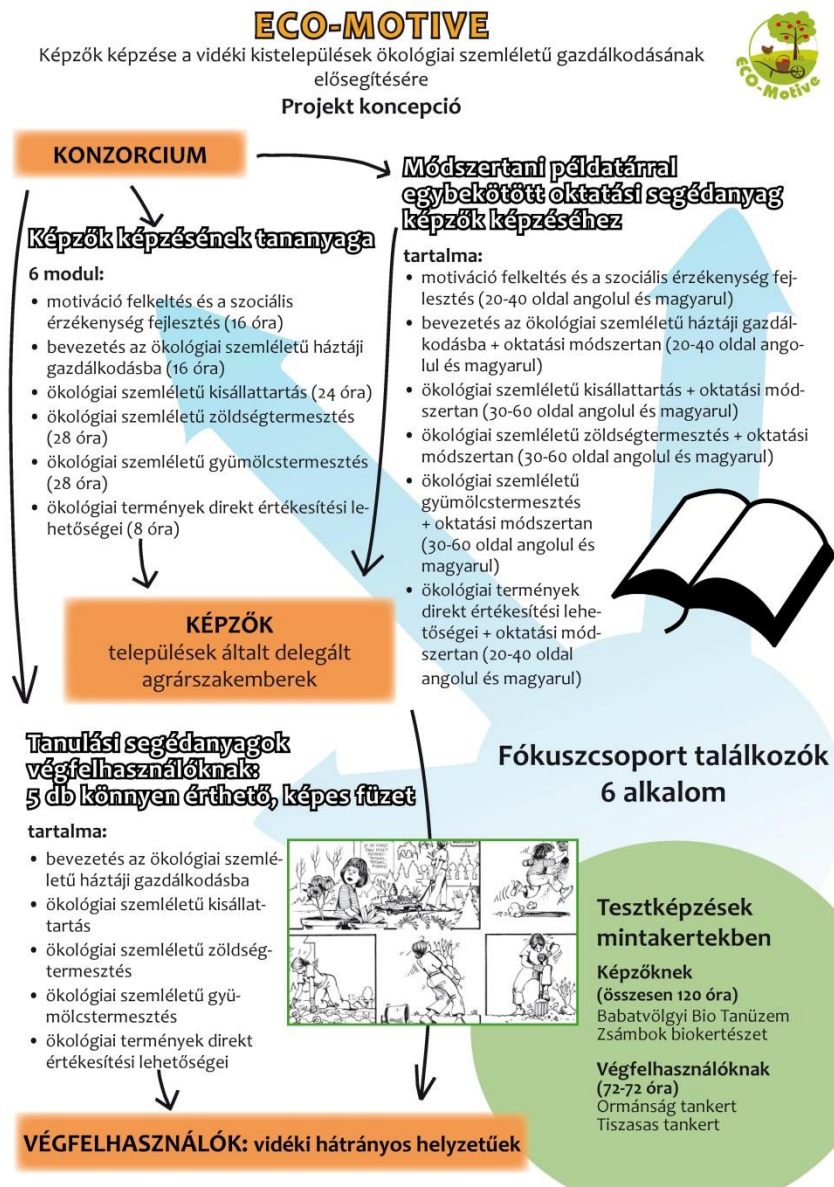 ECO-MOTIVE
Képzők képzése a vidéki kistelepülések ökológiai szemléletű gazdálkodásának
elősegítésére
Projekt koncepció
ECO-Motive
KONZORCIUM
Módszertani példatárral
egybekötött oktatási segédanyag
képzők képzéséhez
tartalma:
• motiváció felkeltés és a szociális érzékenység fej-
lesztés (20-40 oldal angolul és magyarul)
• bevezetés az ökológiai szemléletű háztáji gazdál-
kodásba + oktatási módszertan (20-40 oldal ango-
lul és magyarul)
• ökológiai szemléletű kisállattartás + oktatási mód-
szertan (30-60 oldal angolul és magyarul)
• ökológiai szemléletű zöldségtermesztés + oktatási
módszertan (30-60 oldal angolul és magyarul)
• ökológiai szemléletű
gyümölcstermesztés
+ oktatási módszertan
(30-60 oldal angolul és
magyarul)
• ökológiai termények
direkt értékesítési lehe-
tőségei + oktatási mód-
szertan (20-40 oldal
angolul és magyarul)
Képzők képzésének tananyaga
6 modul:
• motiváció felkeltés és a szociális
érzékenység fejlesztés (16 óra)
• bevezetés az ökológiai szemléletű háztáji
gazdálkodásba (16 óra)
• ökológiai szemléletű kisállattartás (24 óra)
• ökológiai szemléletű zöldségtermesztés
(28 óra)
• ökológiai szemléletű gyümölcstermesztés
(28 óra)
• ökológiai termények direkt értékesítési le-
hetőségei (8 óra)
KÉPZŐK
települések általt delegált
agrárszakemberek
Tanulási segédanyagok
végfelhasználóknak:
5 db könnyen érthető, képes füzet
tartalma:
• bevezetés az ökológiai szemlé-
letű háztáji gazdálkodásba
• ökológiai szemléletű kisállat-
tartás
• ökológiai szemléletű zöldség-
termesztés
• ökológiai szemléletű gyü-
mölcstermesztés
• ökológiai termények direkt
értékesítési lehetőségei
Fókuszcsoport találkozók
6 alkalom
Tesztképzések
mintakertekben
Képzőknek
(összesen 120 óra)
Babatvölgyi Bio Tanüzem
Zsámbok biokertészet
Végfelhasználóknak
(72-72 óra)
Ormánság tankert
Tiszasas tankert
VÉGFELHASZNÁLÓK: vidéki hátrányos helyzetűek